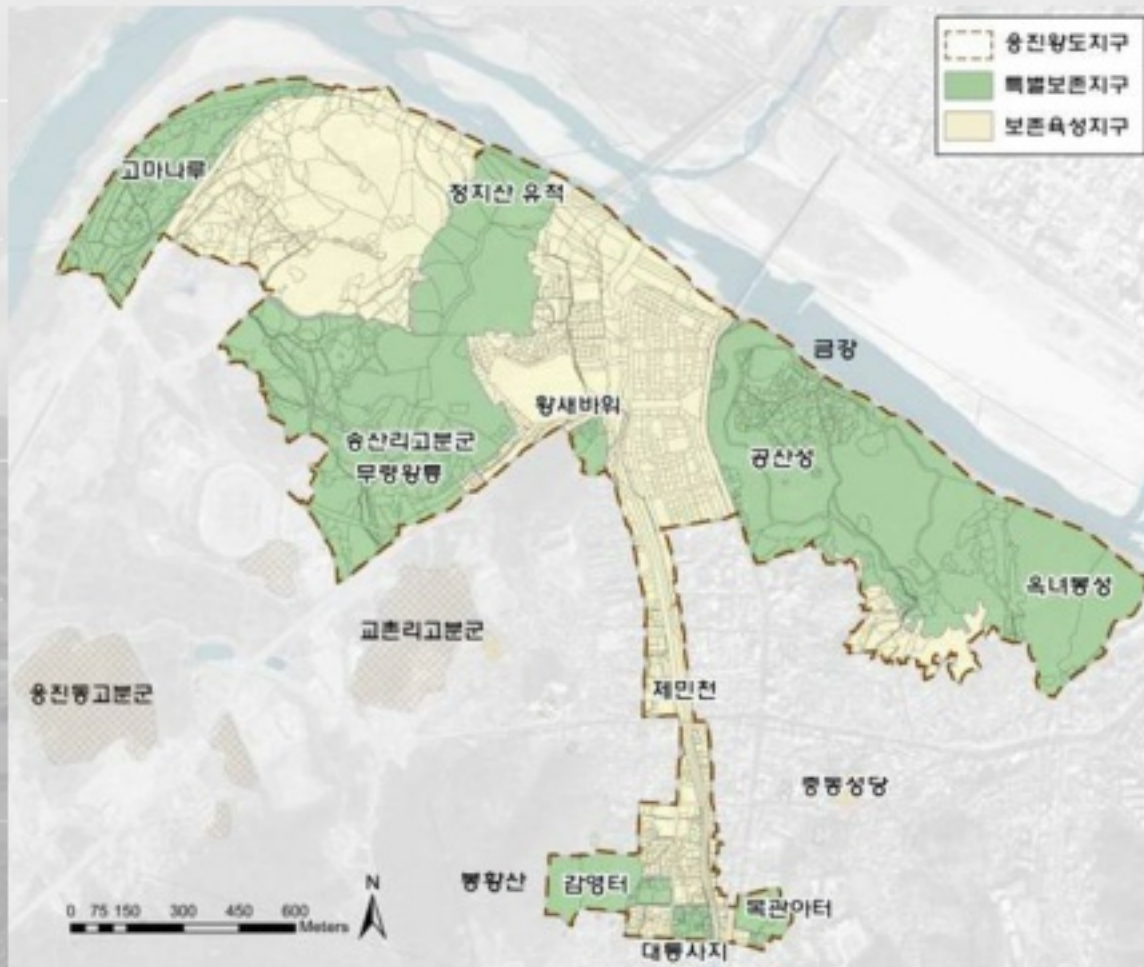 웅진왕도지구
특별보존지구
보존육성지구
고마나루
정지산 유적
금강
황새바위
송산리고분군
무령왕릉
공산성
옥녀봉성
교촌리고분군
웅진동고분군
제민천
중동성당
봉황산
감영터
목관아터
대통사지
0 75 150 300 450 600
Meters
N